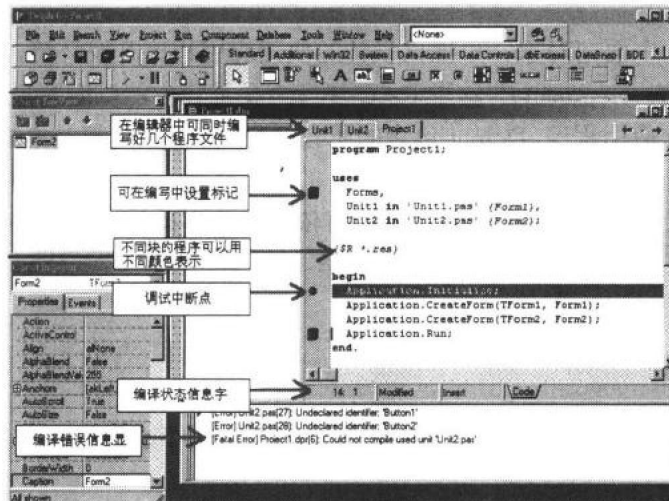 File Edit Search View Project Run Component Database Tools Window Help
<None>
Standard Additional Win32 System Data Access Data Controls dbExpress DataSnap BDE
Form2
在编辑器中可同时编
写好几个程序文件
Unit1 Unit2 Project1
program Project1;
uses
可在编写中设置标记
Forms,
Unit1 in 'Unit1.pas' {Form1},
Unit2 in 'Unit2.pas' {Form2};
不同块的程序可以用
不同颜色表示
{$R *.res}
begin
调试中断点
Application.Initialize;
Application.CreateForm(TForm1, Form1);
Application.CreateForm(TForm2, Form2);
Application.Run;
end.
Form2 TForm2
Properties Events
Action
ActiveControl
Align alNone
AlphaBlend False
AlphaBlendVal 255
Anchors [akLeft
AutoScroll True
AutoSize False
BorderWidth 0
Caption Form2
All shown
编译状态信息字
16: 1 Modified Insert Code
编译错误信息显
[Error] Unit2.pas(27): Undeclared identifier: 'Button1'
[Error] Unit2.pas(28): Undeclared identifier: 'Button2'
[Fatal Error] Project1.dpr(6): Could not compile used unit 'Unit2.pas'